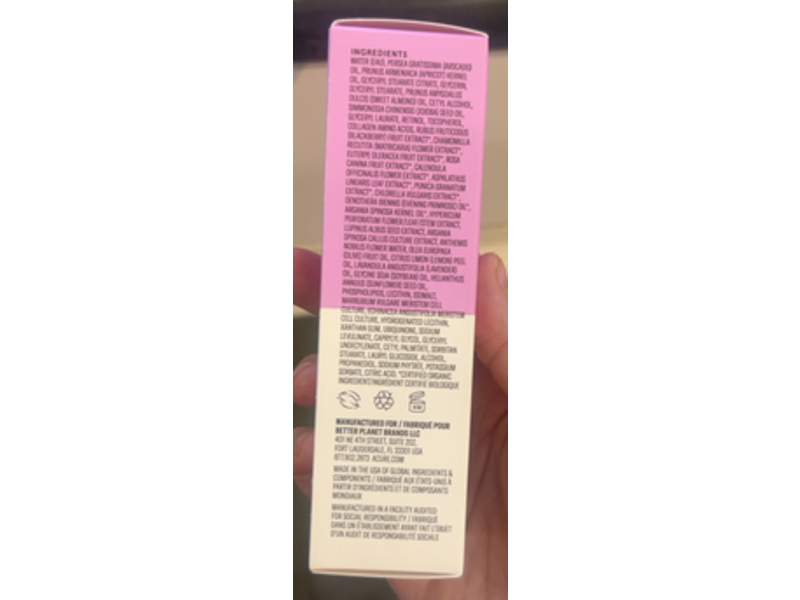 INGREDIENTS
WATER (EAU), PERSEA GRATISSIMA (AVOCADO)
OIL, PRUNUS ARMENIACA (APRICOT) KERNEL
OIL, GLYCERYL STEARATE CITRATE, GLYCERIN,
GLYCERYL STEARATE, PRUNUS AMYGDALUS
DULCIS (SWEET ALMOND) OIL, CETYL ALCOHOL,
SIMMONDSIA CHINENSIS (JOJOBA) SEED OIL,
GLYCERYL LAURATE, RETINOL, TOCOPHEROL,
COLLAGEN AMINO ACIDS, RUBUS FRUTICOSUS
(BLACKBERRY) FRUIT EXTRACT*, CHAMOMILLA
RECUTITA (MATRICARIA) FLOWER EXTRACT*,
EUTERPE OLERACEA FRUIT EXTRACT*, ROSA
CANINA FRUIT EXTRACT*, CALENDULA
OFFICINALIS FLOWER EXTRACT*, ASPALATHUS
LINEARIS LEAF EXTRACT*, PUNICA GRANATUM
EXTRACT*, CHLORELLA VULGARIS EXTRACT*,
OENOTHERA BIENNIS (EVENING PRIMROSE) OIL*,
ARGANIA SPINOSA KERNEL OIL*, HYPERICUM
PERFORATUM FLOWER/LEAF/STEM EXTRACT,
LUPINUS ALBUS SEED EXTRACT, ARGANIA
SPINOSA CALLUS CULTURE EXTRACT, ANTHEMIS
NOBILIS FLOWER WATER, OLEA EUROPAEA
(OLIVE) FRUIT OIL, CITRUS LIMON (LEMON) PEEL
OIL, LAVANDULA ANGUSTIFOLIA (LAVENDER)
OIL, GLYCINE SOJA (SOYBEAN) OIL, HELIANTHUS
ANNUUS (SUNFLOWER) SEED OIL,
PHOSPHOLIPIDS, LECITHIN, ISOMALT,
MARRUBIUM VULGARE MERISTEM CELL
CULTURE, ECHINACEA ANGUSTIFOLIA MERISTEM
CELL CULTURE, HYDROGENATED LECITHIN,
XANTHAN GUM, UBIQUINONE, SODIUM
LEVULINATE, CAPRYLYL GLYCOL, GLYCERYL
UNDECYLENATE, CETYL PALMITATE, SORBITAN
STEARATE, LAURYL GLUCOSIDE, ALCOHOL,
PROPANEDIOL, SODIUM PHYTATE, POTASSIUM
SORBATE, CITRIC ACID. *CERTIFIED ORGANIC
INGREDIENT/INGRÉDIENT CERTIFIÉ BIOLOGIQUE
MANUFACTURED FOR / FABRIQUÉ POUR
BETTER PLANET BRANDS LLC
401 NE 4TH STREET, SUITE 202,
FORT LAUDERDALE, FL 33301 USA
877.902.2873 ACURE.COM
MADE IN THE USA OF GLOBAL INGREDIENTS &
COMPONENTS / FABRIQUÉ AUX ÉTATS-UNIS À
PARTIR D'INGRÉDIENTS ET DE COMPOSANTS
MONDIAUX
MANUFACTURED IN A FACILITY AUDITED
FOR SOCIAL RESPONSIBILITY / FABRIQUÉ
DANS UN ÉTABLISSEMENT AYANT FAIT L'OBJET
D'UN AUDIT DE RESPONSABILITÉ SOCIALE